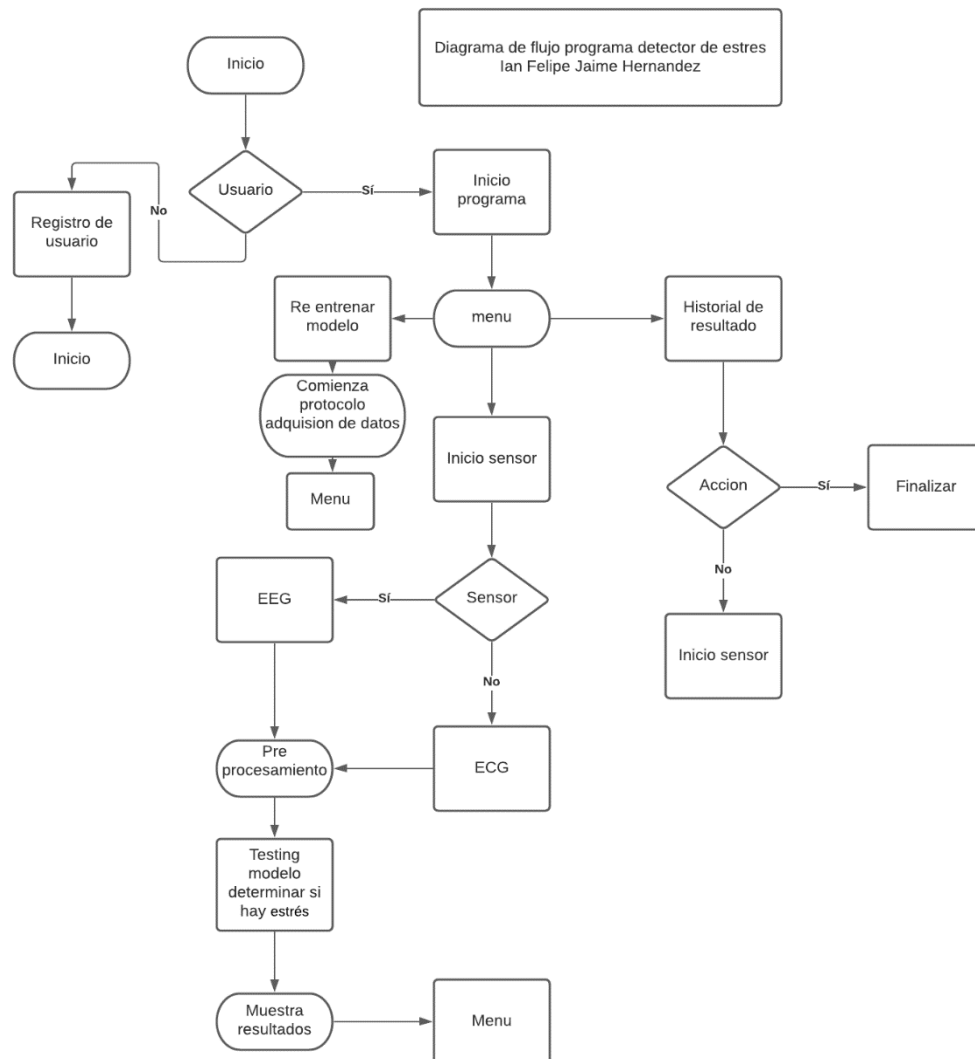 Diagrama de flujo programa detector de estres
Ian Felipe Jaime Hernandez
Inicio
Usuario
Sí
Inicio
programa
No
Registro de
usuario
Inicio
Re entrenar
modelo
menu
Historial de
resultado
Comienza
protocolo
adquision de datos
Menu
Inicio sensor
Accion
Sí
Finalizar
No
Inicio sensor
EEG
Sí
Sensor
No
Pre
procesamiento
ECG
Testing
modelo
determinar si
hay estrés
Muestra
resultados
Menu